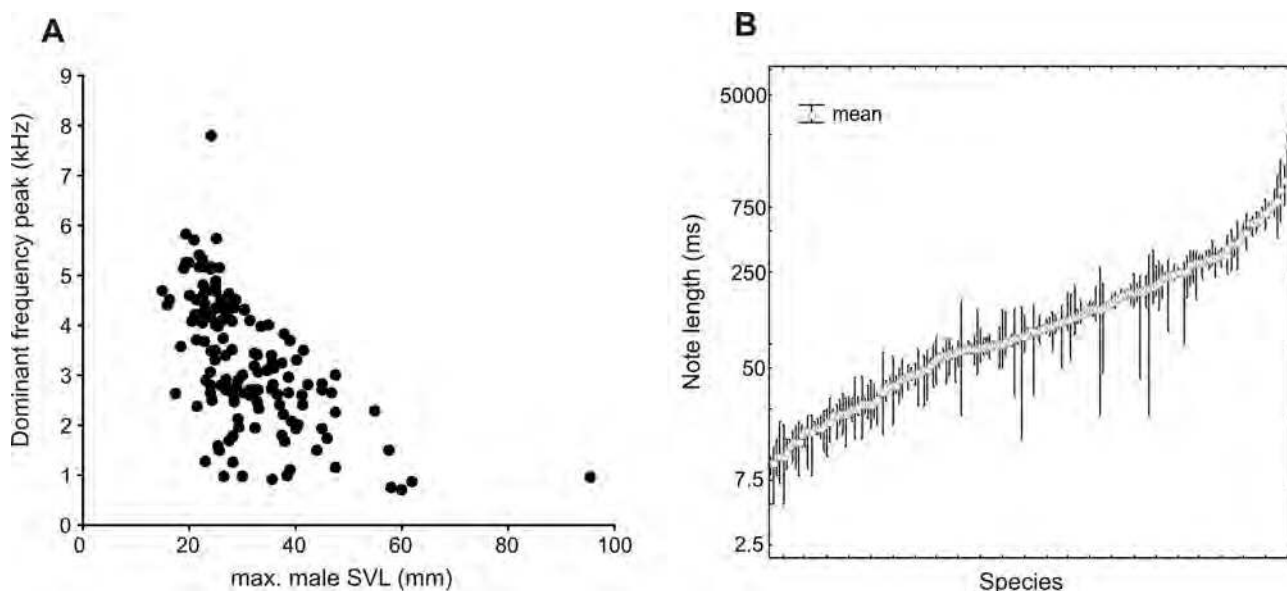 A
Dominant frequency peak (kHz)
9
8
7
6
5
4
3
2
1
0
0 20 40 60 80 100
max. male SVL (mm)
B
Note length (ms)
5000
750
250
50
7.5
2.5
mean
Species